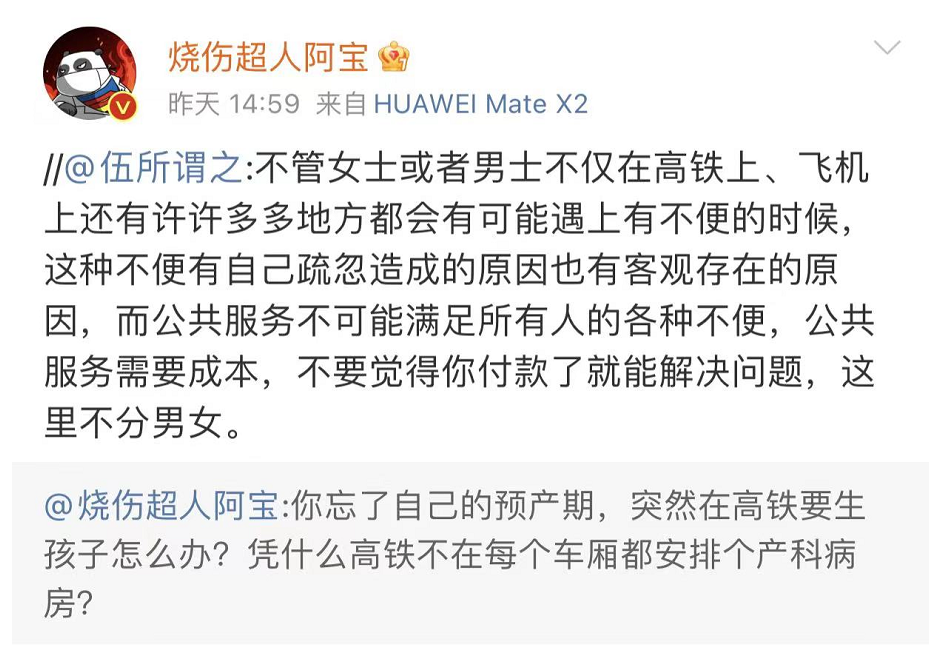 烧伤超人阿宝
昨天 14:59 来自 HUAWEI Mate X2
//@伍所谓之:不管女士或者男士不仅在高铁上、飞机
上还有许许多多地方都会有可能遇上有不便的时候，
这种不便有自己疏忽造成的原因也有客观存在的原
因，而公共服务不可能满足所有人的各种不便，公共
服务需要成本，不要觉得你付款了就能解决问题，这
里不分男女。
@烧伤超人阿宝:你忘了自己的预产期，突然在高铁要生
孩子怎么办？凭什么高铁不在每个车厢都安排个产科病
房？